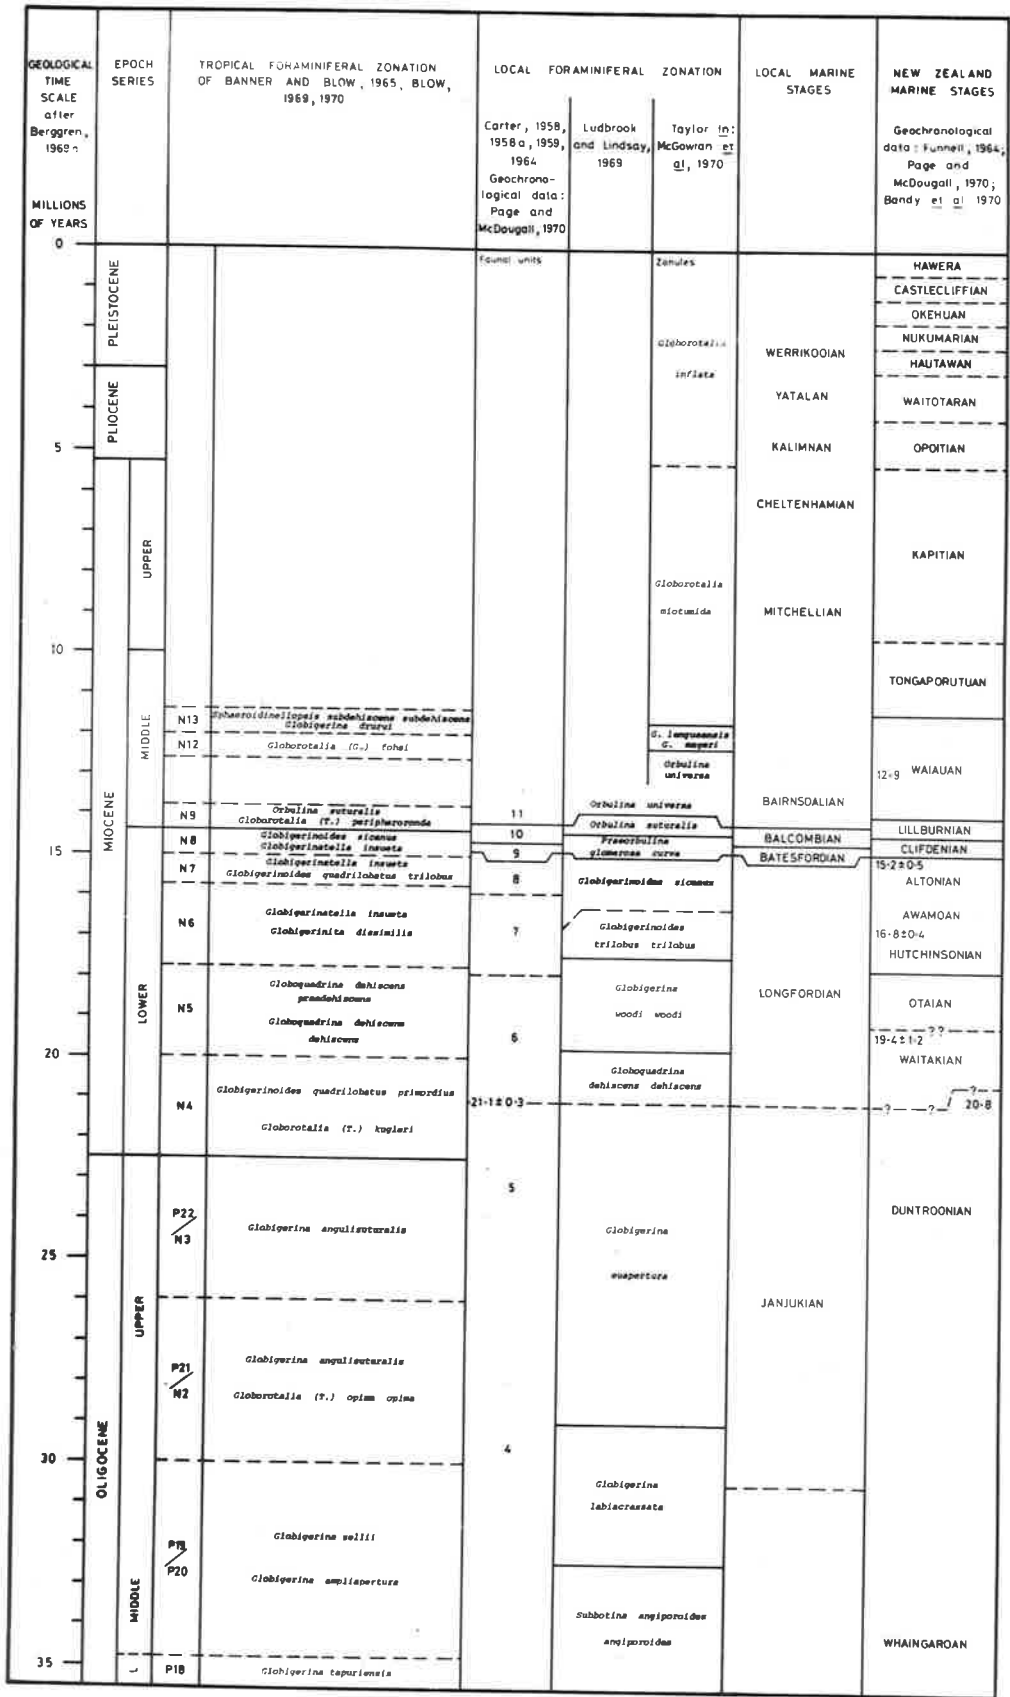 GEOLOGICAL
TIME
SCALE
after
Berggren,
1969a
MILLIONS
OF YEARS
EPOCH
SERIES
TROPICAL FORAMINIFERAL ZONATION
OF BANNER AND BLOW, 1965, BLOW,
1969, 1970
LOCAL FORAMINIFERAL ZONATION
Carter, 1958,
1958a, 1959,
1964
Geochrono-
logical data:
Page and
McDougall, 1970
Ludbrook
and Lindsay,
1969
Taylor in:
McGowran et
al, 1970
LOCAL MARINE
STAGES
NEW ZEALAND
MARINE STAGES
Geochronological
data: Funnell, 1964;
Page and
McDougall, 1970;
Bandy et al 1970
0
5
10
15
20
25
30
35
PLEISTOCENE
PLIOCENE
MIOCENE
UPPER
MIDDLE
LOWER
OLIGOCENE
UPPER
MIDDLE
L
N13
Sphaeroidinellopsis subdehiscens subdehiscens
Globigerina druryi
N12
Globorotalia (G.) fohsi
N9
Orbulina suturalis
Globorotalia (T.) peripheroronda
N8
Globigerinoides sicanus
Globigerinatella insueta
N7
Globigerinatella insueta
Globigerinoides quadrilobatus trilobus
N6
Globigerinatella insueta
Globigerinita dissimilis
N5
Globoquadrina dehiscens
praedehiscens
Globoquadrina dehiscens
dehiscens
N4
Globigerinoides quadrilobatus primordius
Globorotalia (T.) kugleri
P22
N3
Globigerina angulisuturalis
P21
N2
Globigerina angulisuturalis
Globorotalia (T.) opima opima
P19
P20
Globigerina sellii
Globigerina ampliapertura
P18
Globigerina tapuriensis
Faunal units
11
10
9
8
7
6
21·1±0·3
5
4
Orbulina universa
Orbulina suturalis
Praeorbulina
glomerosa curva
Globigerinoides sicanus
Globigerinoides
trilobus trilobus
Globigerina
woodi woodi
Globoquadrina
dehiscens dehiscens
Globigerina
euapertura
Globigerina
labiacrassata
Subbotina angiporoides
angiporoides
Zonules
Globorotalia
inflata
Globorotalia
miotumida
G. lenguaensis
G. mayeri
Orbulina
universa
WERRIKOOIAN
YATALAN
KALIMNAN
CHELTENHAMIAN
MITCHELLIAN
BAIRNSDALIAN
BALCOMBIAN
BATESFORDIAN
LONGFORDIAN
JANJUKIAN
HAWERA
CASTLECLIFFIAN
OKEHUAN
NUKUMARIAN
HAUTAWAN
WAITOTARAN
OPOITIAN
KAPITIAN
TONGAPORUTUAN
12·9 WAIAUAN
LILLBURNIAN
CLIFDENIAN
15·2±0·5
ALTONIAN
AWAMOAN
16·8±0·4
HUTCHINSONIAN
OTAIAN
? ?
19·4±1·2
WAITAKIAN
? ? ?
20·8
DUNTROONIAN
WHAINGAROAN